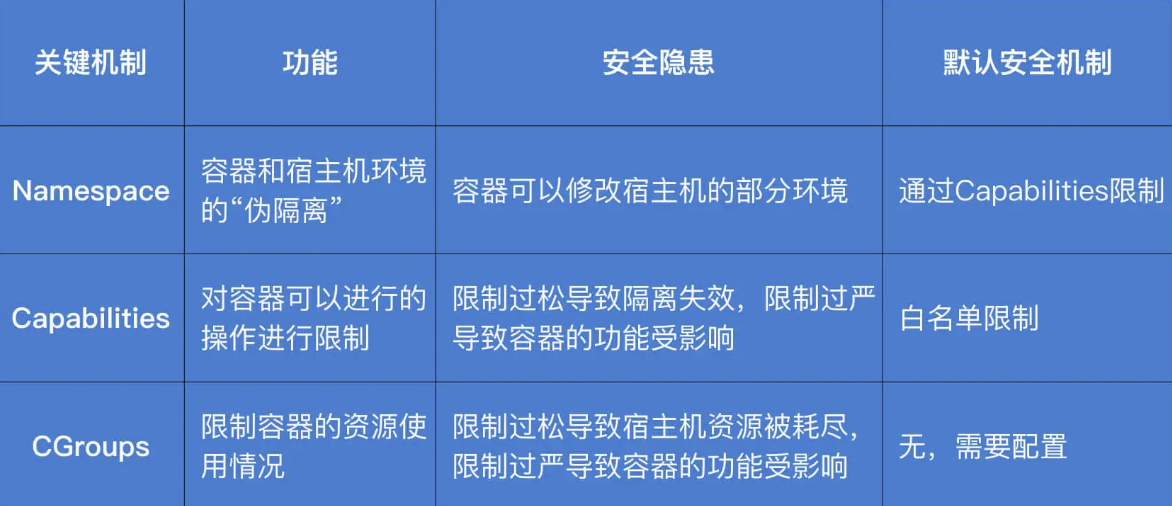 关键机制
功能
安全隐患
默认安全机制
Namespace
容器和宿主机环境
的“伪隔离”
容器可以修改宿主机的部分环境
通过Capabilities限制
Capabilities
对容器可以进行的
操作进行限制
限制过松导致隔离失效，限制过严
导致容器的功能受影响
白名单限制
CGroups
限制容器的资源使
用情况
限制过松导致宿主机资源被耗尽，
限制过严导致容器的功能受影响
无，需要配置